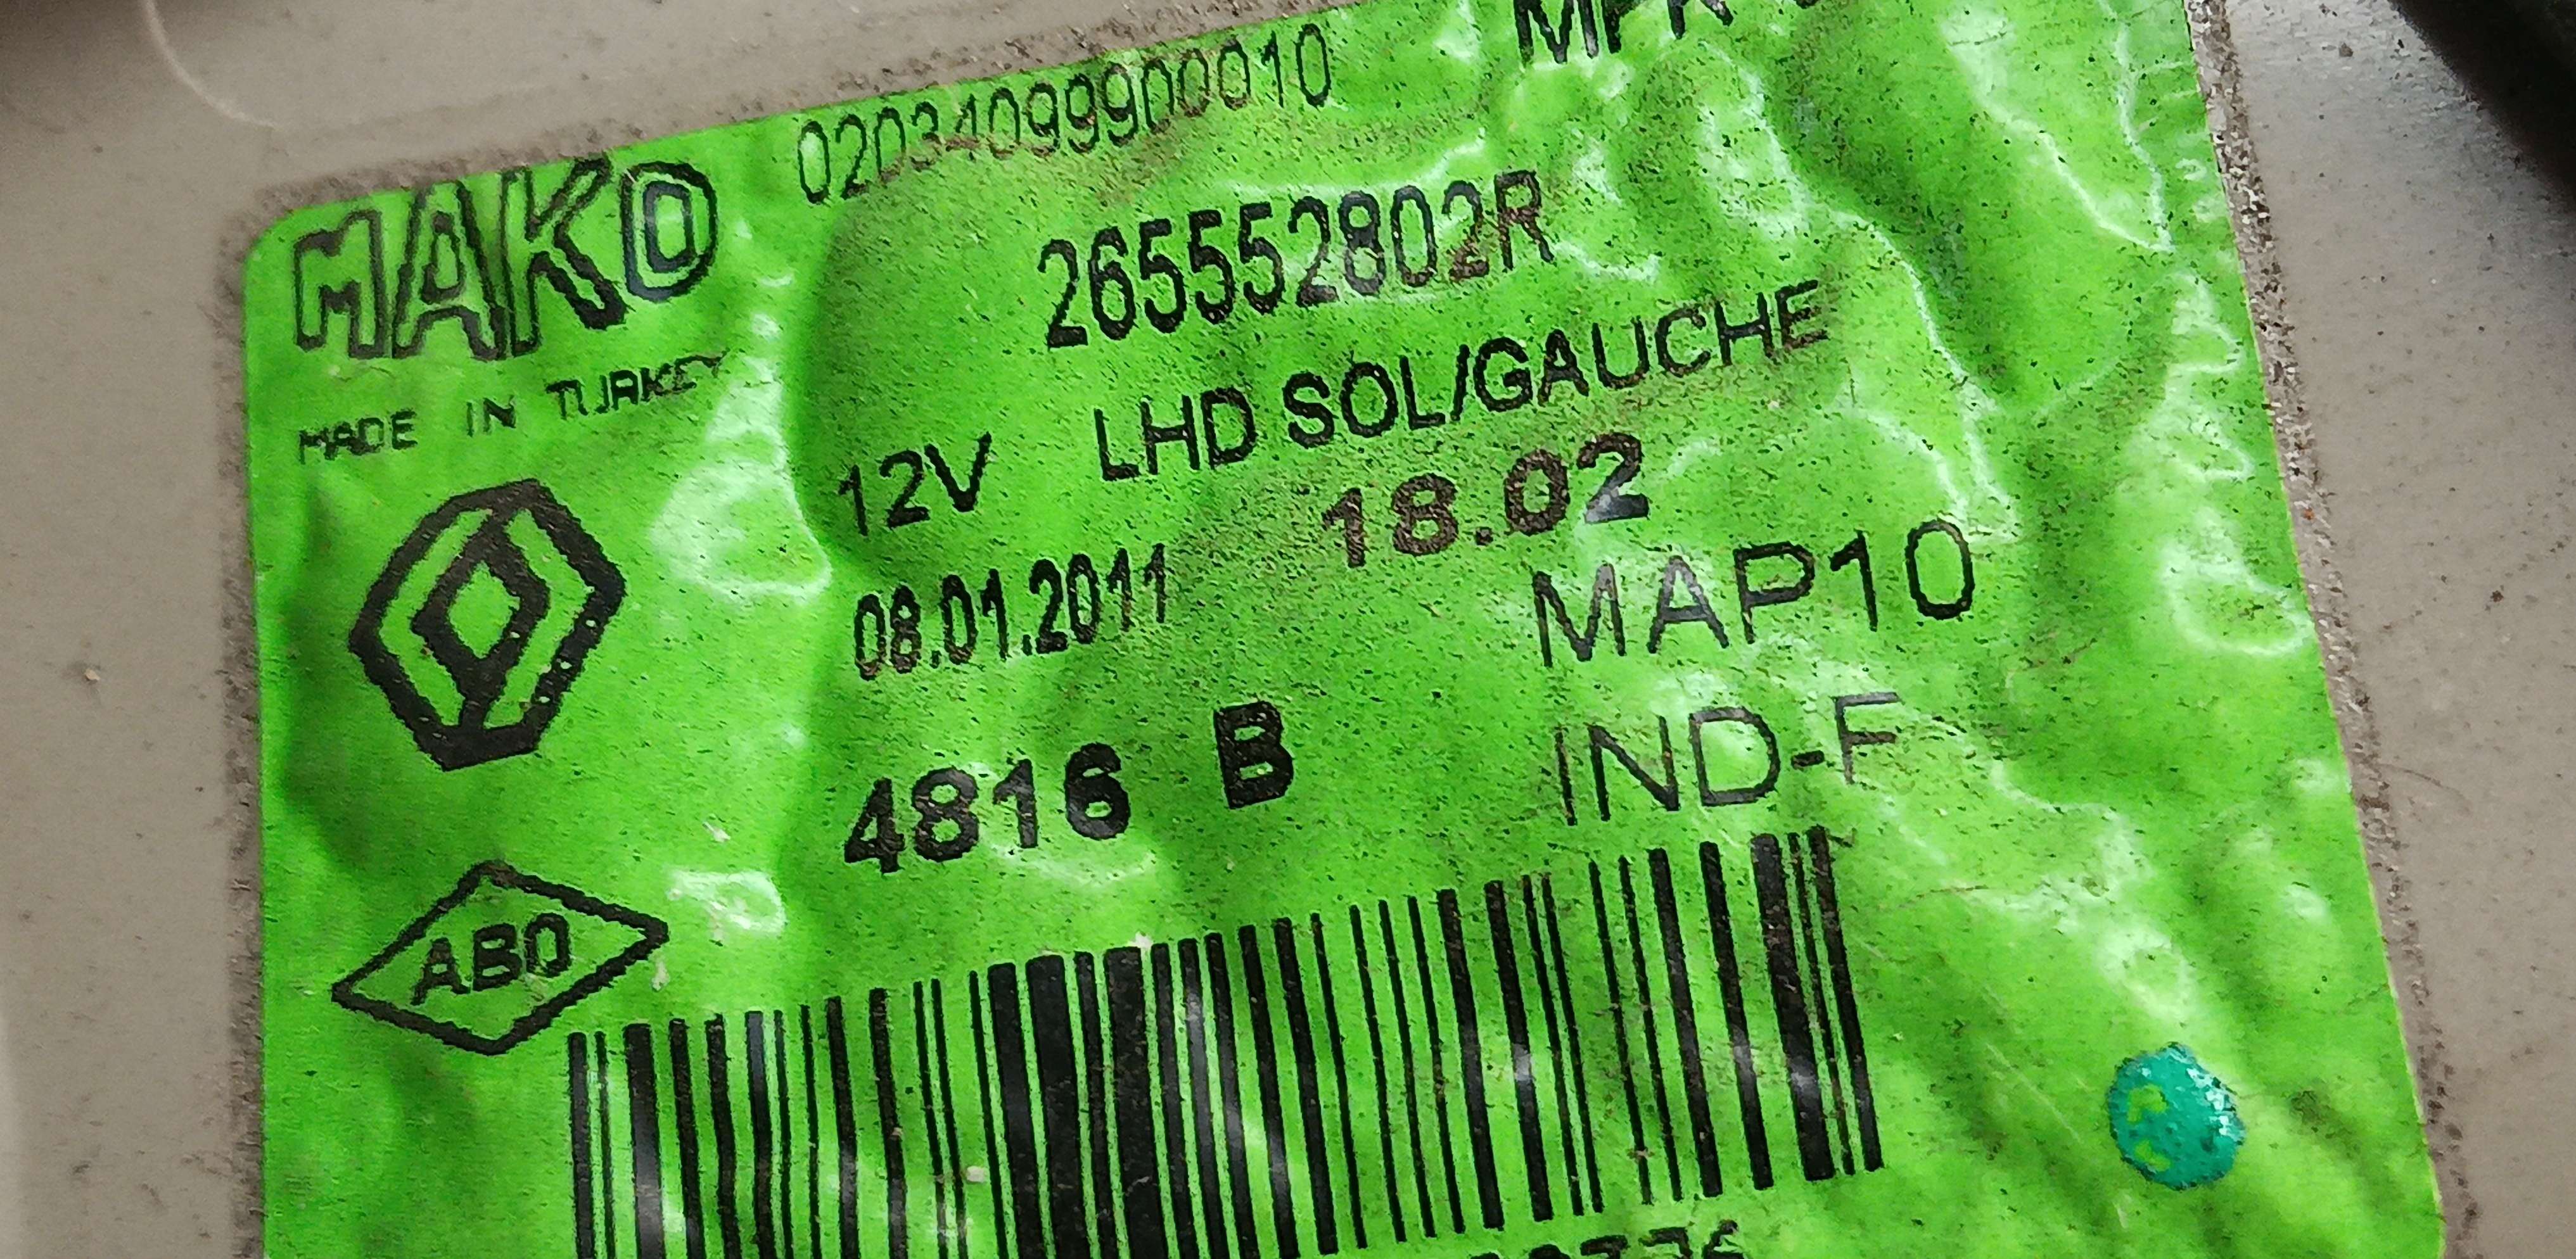 MAKO
MADE IN TURKEY
02034099900010
265552802R
12V LHD SOL/GAUCHE
08.01.2011 18.02
MAP10
4816 B IND-F
ABO